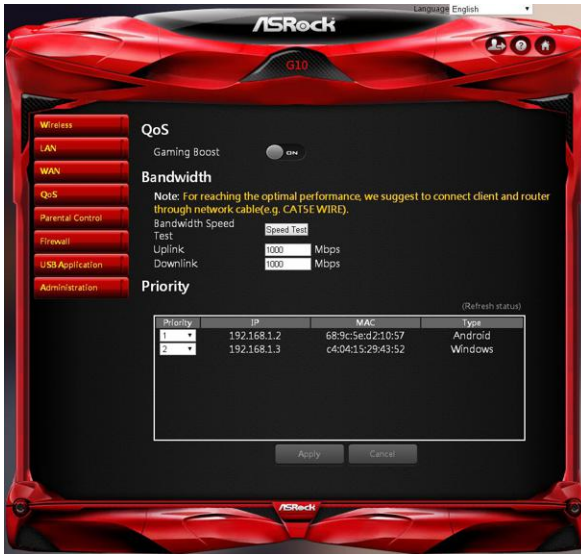 Language English
ASRock
G10
Wireless
LAN
WAN
QoS
Parental Control
Firewall
USB Application
Administration
QoS
Gaming Boost ON
Bandwidth
Note: For reaching the optimal performance, we suggest to connect client and router
through network cable(e.g. CAT5E WIRE).
Bandwidth Speed
Test
Speed Test
Uplink 1000 Mbps
Downlink 1000 Mbps
Priority
(Refresh status)
Priority IP MAC Type
1 192.168.1.2 68:9c:5e:d2:10:57 Android
2 192.168.1.3 c4:04:15:29:43:52 Windows
Apply Cancel
ASRock